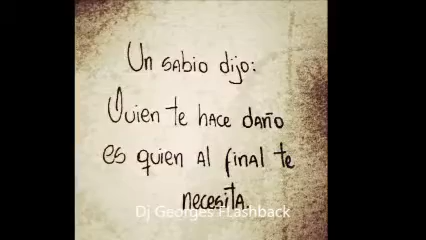 Un sabio dijo:
Quien te hace daño
es quien al final te
necesita.
Dj Georges Flashback